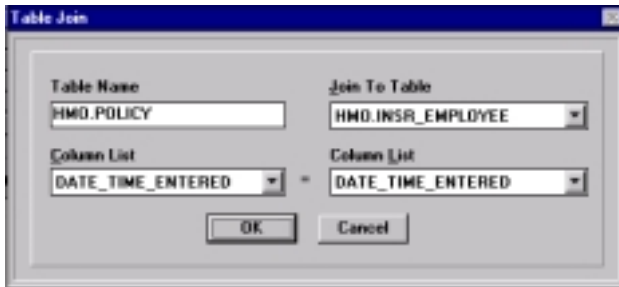 Table Join
Table Name Join To Table
HMO.POLICY HMO.INSR_EMPLOYEE
Column List Column List
DATE_TIME_ENTERED = DATE_TIME_ENTERED
OK Cancel